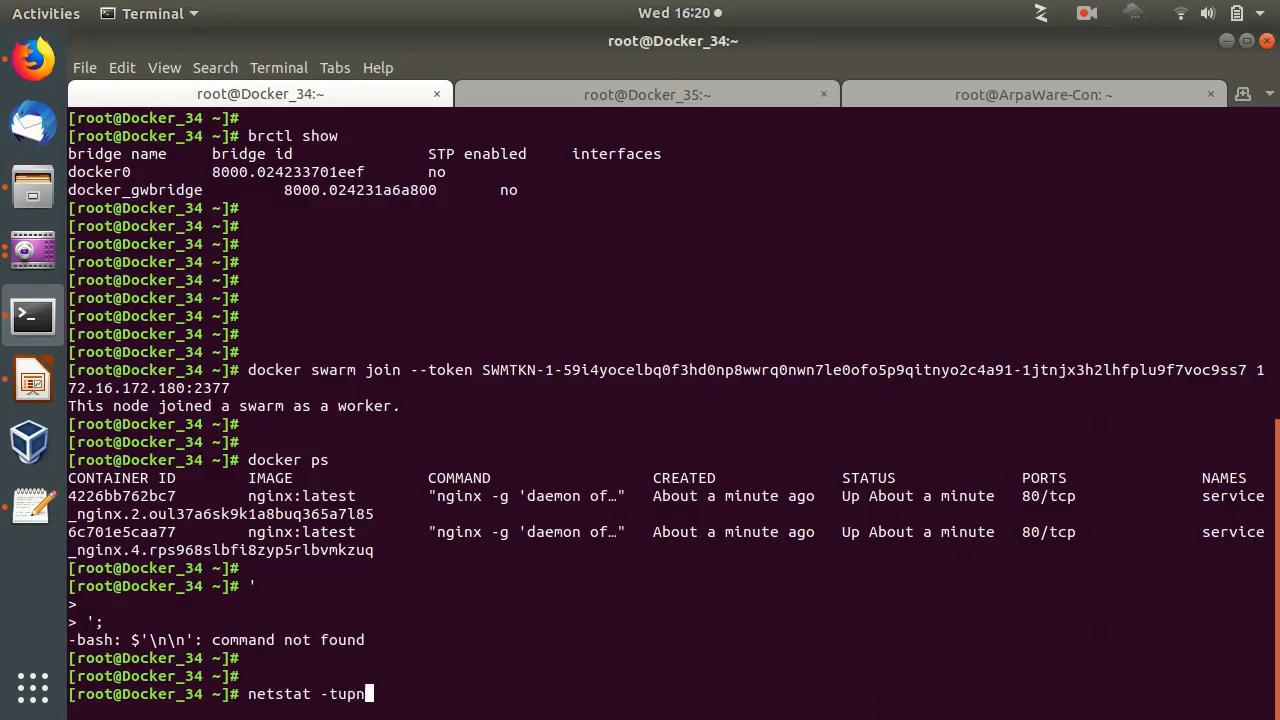 Activities Terminal Wed 16:20
root@Docker_34:~
File Edit View Search Terminal Tabs Help
root@Docker_34:~ × root@Docker_35:~ × root@ArpaWare-Con: ~ ×
[root@Docker_34 ~]#
[root@Docker_34 ~]# brctl show
bridge name bridge id STP enabled interfaces
docker0 8000.024233701eef no
docker_gwbridge 8000.024231a6a800 no
[root@Docker_34 ~]#
[root@Docker_34 ~]#
[root@Docker_34 ~]#
[root@Docker_34 ~]#
[root@Docker_34 ~]#
[root@Docker_34 ~]#
[root@Docker_34 ~]#
[root@Docker_34 ~]#
[root@Docker_34 ~]#
[root@Docker_34 ~]# docker swarm join --token SWMTKN-1-59i4yocelbq0f3hd0np8wwrq0nwn7le0ofo5p9qitnyo2c4a91-1jtnjx3h2lhfplu9f7voc9ss7 1
72.16.172.180:2377
This node joined a swarm as a worker.
[root@Docker_34 ~]#
[root@Docker_34 ~]#
[root@Docker_34 ~]# docker ps
CONTAINER ID IMAGE COMMAND CREATED STATUS PORTS NAMES
4226bb762bc7 nginx:latest "nginx -g 'daemon of…" About a minute ago Up About a minute 80/tcp service
_nginx.2.oul37a6sk9k1a8buq365a7l85
6c701e5caa77 nginx:latest "nginx -g 'daemon of…" About a minute ago Up About a minute 80/tcp service
_nginx.4.rps968slbfi8zyp5rlbvmkzuq
[root@Docker_34 ~]#
[root@Docker_34 ~]# '
>
> ';
-bash: $'\n\n': command not found
[root@Docker_34 ~]#
[root@Docker_34 ~]#
[root@Docker_34 ~]# netstat -tupn